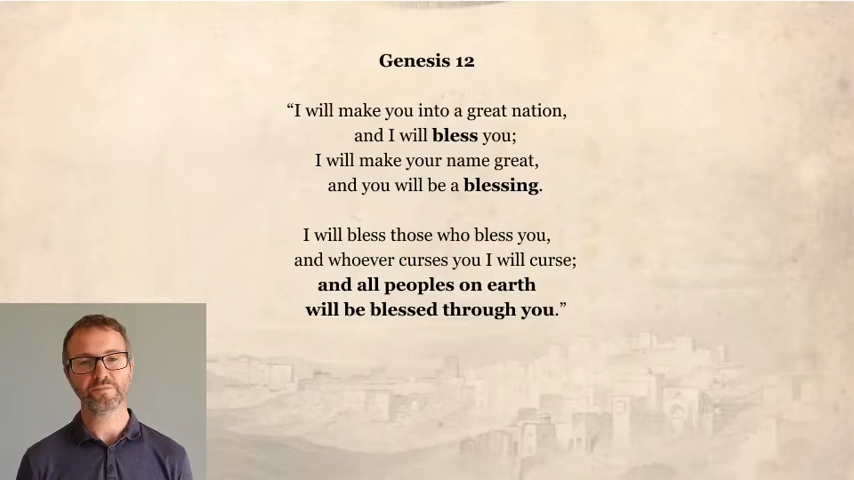 Genesis 12
“I will make you into a great nation,
and I will bless you;
I will make your name great,
and you will be a blessing.
I will bless those who bless you,
and whoever curses you I will curse;
and all peoples on earth
will be blessed through you.”